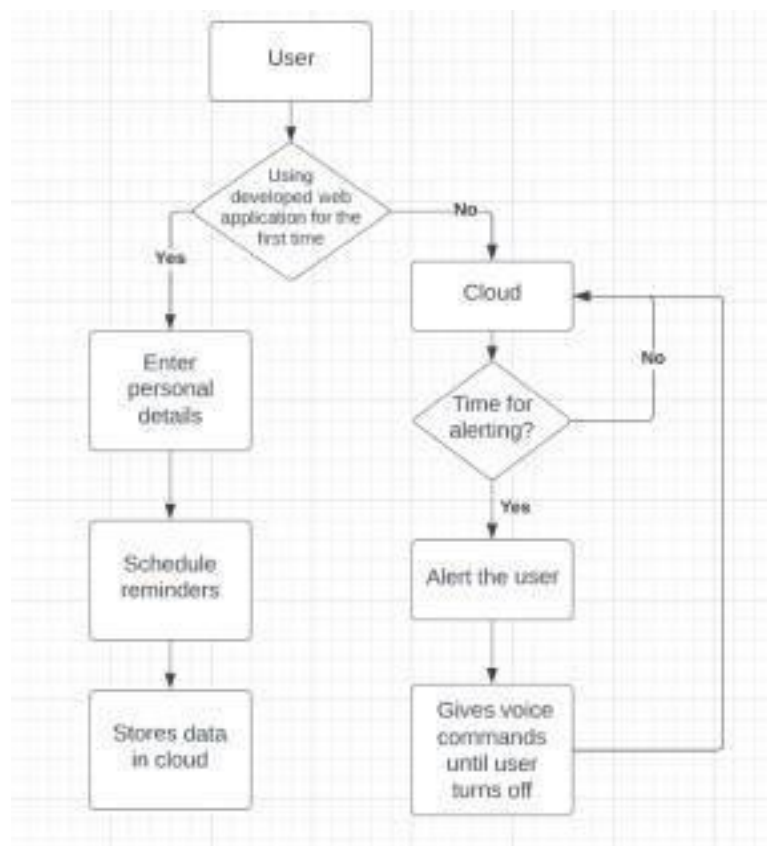 User
Using
developed web
application for the
first time
No
Yes
Cloud
Enter
personal
details
No
Time for
alerting?
Yes
Schedule
reminders
Alert the user
Stores data
in cloud
Gives voice
commands
until user
turns off